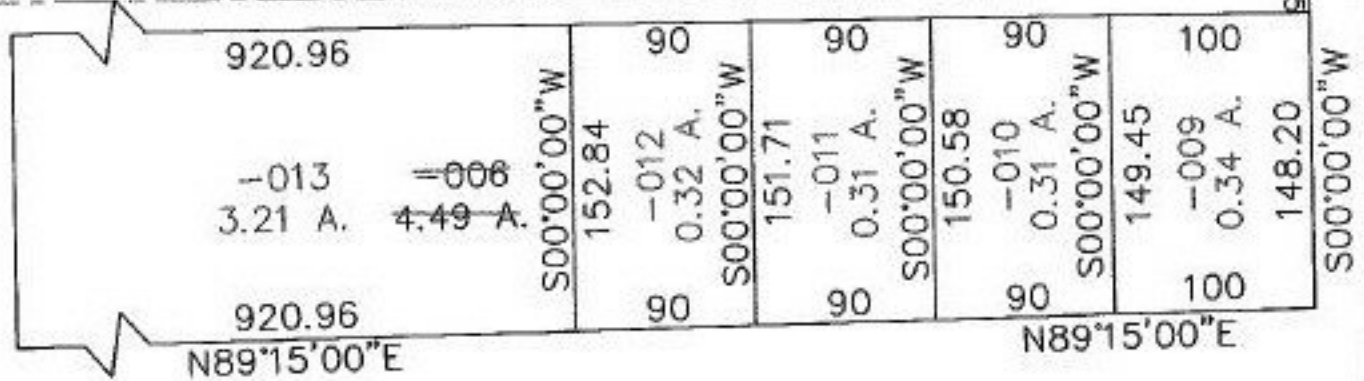 920.96
90
90
90
100
-013
3.21 A.
-006
4.49 A.
S00°00'00"W
152.84
-012
0.32 A.
S00°00'00"W
151.71
-011
0.31 A.
S00°00'00"W
150.58
-010
0.31 A.
S00°00'00"W
149.45
-009
0.34 A.
148.20
S00°00'00"W
920.96
90
90
90
100
N89°15'00"E
N89°15'00"E